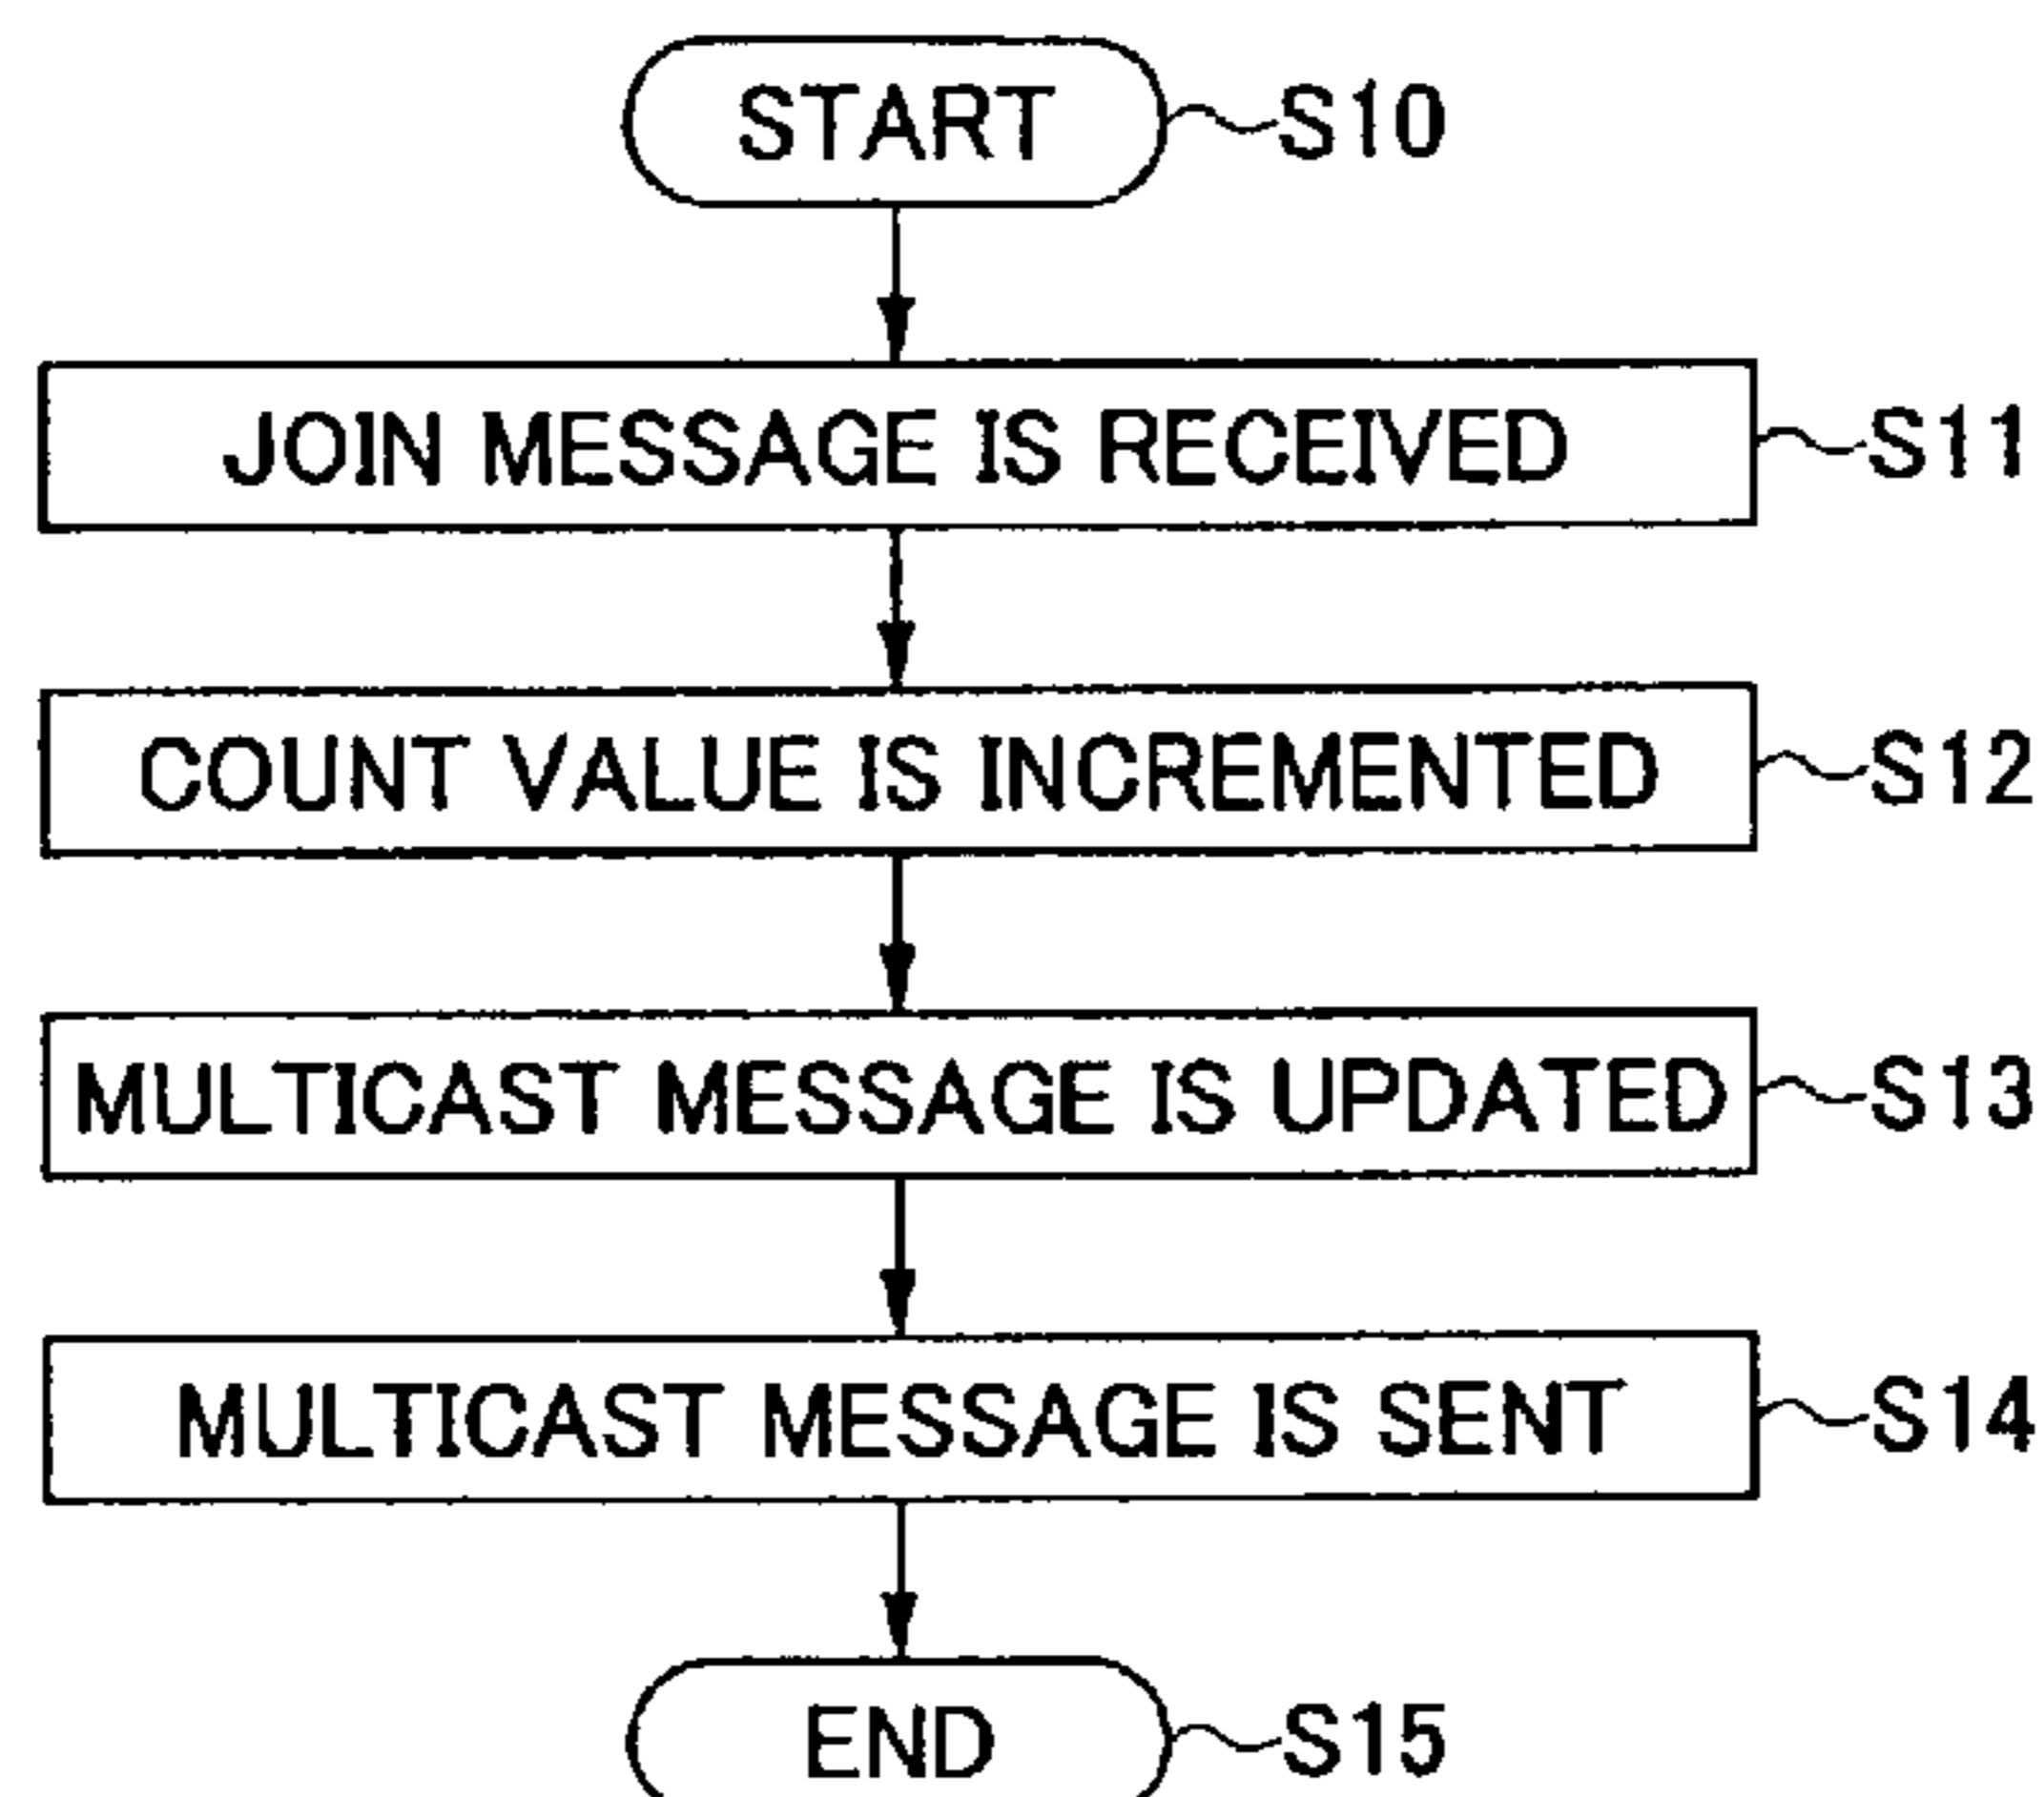 START S10
JOIN MESSAGE IS RECEIVED S11
COUNT VALUE IS INCREMENTED S12
MULTICAST MESSAGE IS UPDATED S13
MULTICAST MESSAGE IS SENT S14
END S15